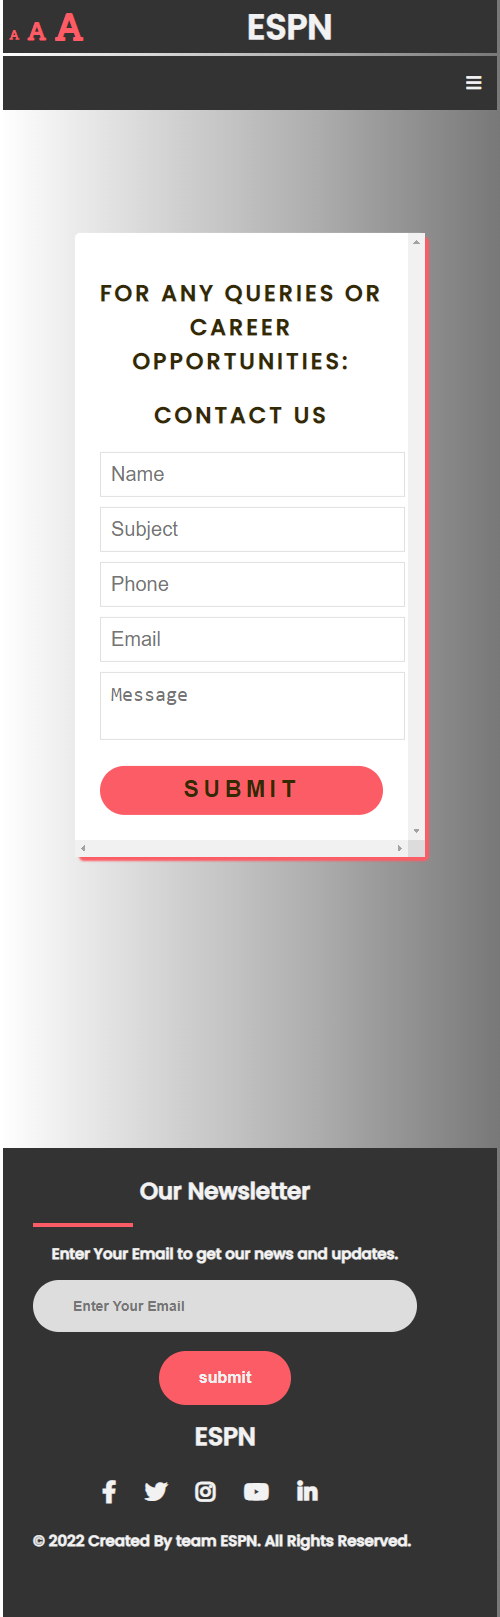 A A A ESPN
FOR ANY QUERIES OR
CAREER
OPPORTUNITIES:
CONTACT US
Name
Subject
Phone
Email
Message
SUBMIT
Our Newsletter
Enter Your Email to get our news and updates.
Enter Your Email
submit
ESPN
© 2022 Created By team ESPN. All Rights Reserved.